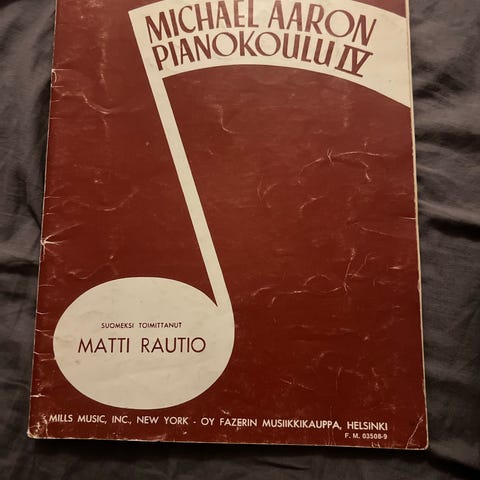 MICHAEL AARON
PIANOKOULU IV
SUOMEKSI TOIMITTANUT
MATTI RAUTIO
MILLS MUSIC, INC., NEW YORK - OY FAZERIN MUSIIKKIKAUPPA, HELSINKI
F. M. 03508-9